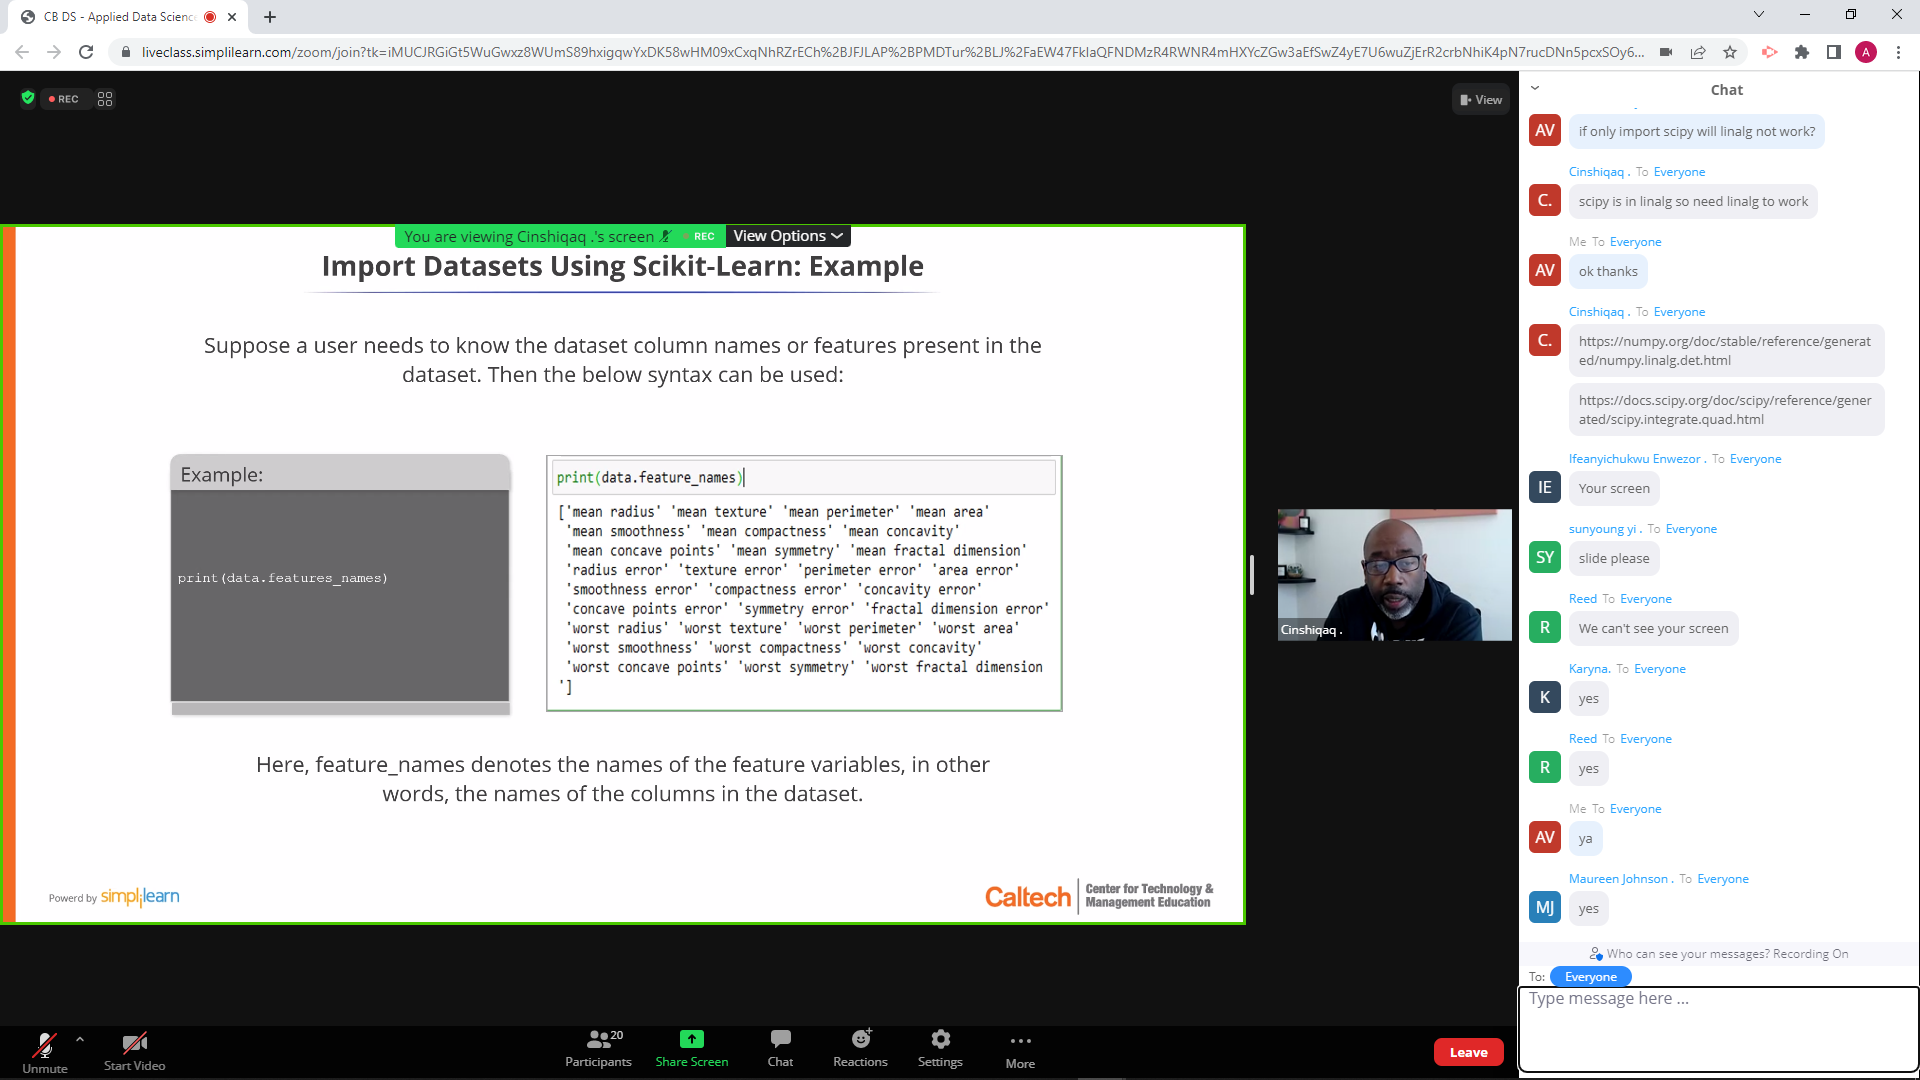 CB DS - Applied Data Scienc
liveclass.simplilearn.com/zoom/join?tk=iMUCJRGiGt5WuGwxz8WUmS89hxigqwYxDK58wHM09xCxqNhRZrECh%2BJFJLAP%2BPMDTur%2BLJ%2FaEW47FklaQFNDMzR4RWNR4mHXYcZGw3aEfSwZ4yE7U6wuZjErR2crbNhiK4pN7rucDNn5pcxSOy6...
A
REC
View
You are viewing Cinshiqaq .'s screen
REC
View Options
Import Datasets Using Scikit-Learn: Example
Suppose a user needs to know the dataset column names or features present in the
dataset. Then the below syntax can be used:
Example:
print(data.features_names)
print(data.feature_names)
['mean radius' 'mean texture' 'mean perimeter' 'mean area'
'mean smoothness' 'mean compactness' 'mean concavity'
'mean concave points' 'mean symmetry' 'mean fractal dimension'
'radius error' 'texture error' 'perimeter error' 'area error'
'smoothness error' 'compactness error' 'concavity error'
'concave points error' 'symmetry error' 'fractal dimension error'
'worst radius' 'worst texture' 'worst perimeter' 'worst area'
'worst smoothness' 'worst compactness' 'worst concavity'
'worst concave points' 'worst symmetry' 'worst fractal dimension
']
Here, feature_names denotes the names of the feature variables, in other
words, the names of the columns in the dataset.
Powered by simplilearn
Caltech
Center for Technology &
Management Education
Cinshiqaq .
Chat
AV
if only import scipy will linalg not work?
Cinshiqaq . To Everyone
C.
scipy is in linalg so need linalg to work
Me To Everyone
AV
ok thanks
Cinshiqaq . To Everyone
C.
https://numpy.org/doc/stable/reference/generat
ed/numpy.linalg.det.html
https://docs.scipy.org/doc/scipy/reference/gener
ated/scipy.integrate.quad.html
Ifeanyichukwu Enwezor . To Everyone
IE
Your screen
sunyoung yi . To Everyone
SY
slide please
Reed To Everyone
R
We can't see your screen
Karyna. To Everyone
K
yes
Reed To Everyone
R
yes
Me To Everyone
AV
ya
Maureen Johnson . To Everyone
MJ
yes
Who can see your messages? Recording On
To: Everyone
Type message here ...
Unmute
Start Video
20
Participants
Share Screen
Chat
Reactions
Settings
More
Leave